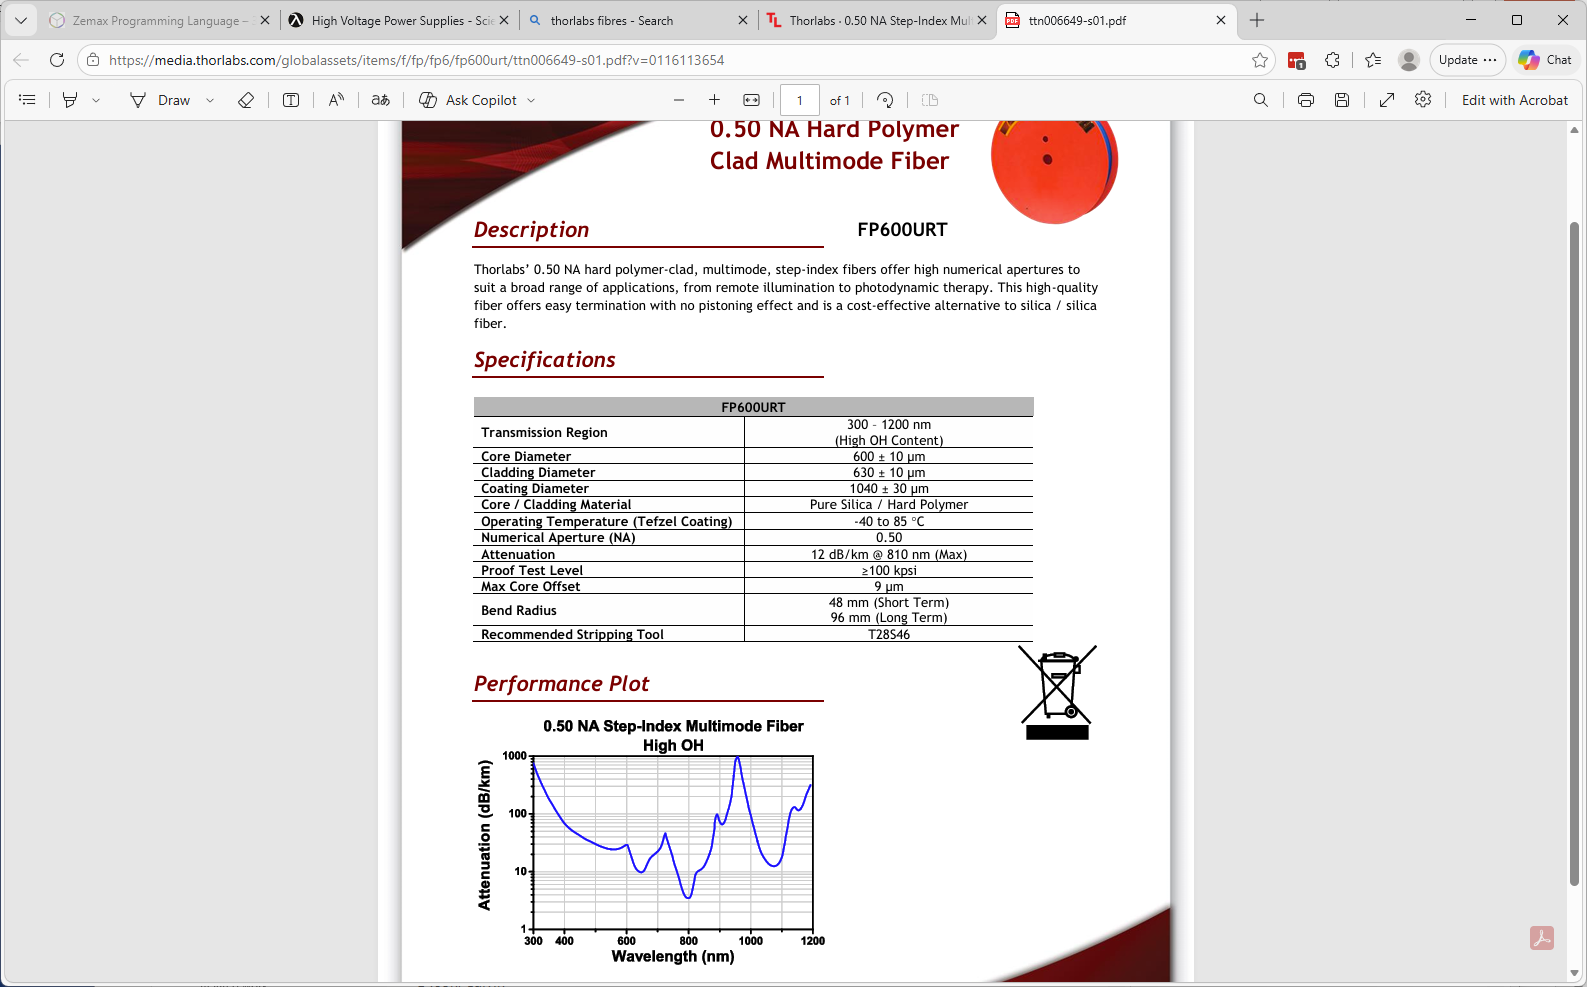 Zemax Programming Language –
High Voltage Power Supplies - Scie
thorlabs fibres - Search
TL
Thorlabs · 0.50 NA Step-Index Mul
PDF
ttn006649-s01.pdf
https://media.thorlabs.com/globalassets/items/f/fp/fp6/fp600urt/ttn006649-s01.pdf?v=0116113654
1
Update
Chat
Draw
T
A
aあ
Ask Copilot
1
of 1
Edit with Acrobat
0.50 NA Hard Polymer
Clad Multimode Fiber
Description
FP600URT
Thorlabs’ 0.50 NA hard polymer-clad, multimode, step-index fibers offer high numerical apertures to
suit a broad range of applications, from remote illumination to photodynamic therapy. This high-quality
fiber offers easy termination with no pistoning effect and is a cost-effective alternative to silica / silica
fiber.
Specifications
FP600URT
Transmission Region
300 – 1200 nm
(High OH Content)
Core Diameter
600 ± 10 µm
Cladding Diameter
630 ± 10 µm
Coating Diameter
1040 ± 30 µm
Core / Cladding Material
Pure Silica / Hard Polymer
Operating Temperature (Tefzel Coating)
-40 to 85 °C
Numerical Aperture (NA)
0.50
Attenuation
12 dB/km @ 810 nm (Max)
Proof Test Level
≥100 kpsi
Max Core Offset
9 µm
Bend Radius
48 mm (Short Term)
96 mm (Long Term)
Recommended Stripping Tool
T28S46
Performance Plot
0.50 NA Step-Index Multimode Fiber
High OH
Attenuation (dB/km)
1000
100
10
1
300
400
600
800
1000
1200
Wavelength (nm)